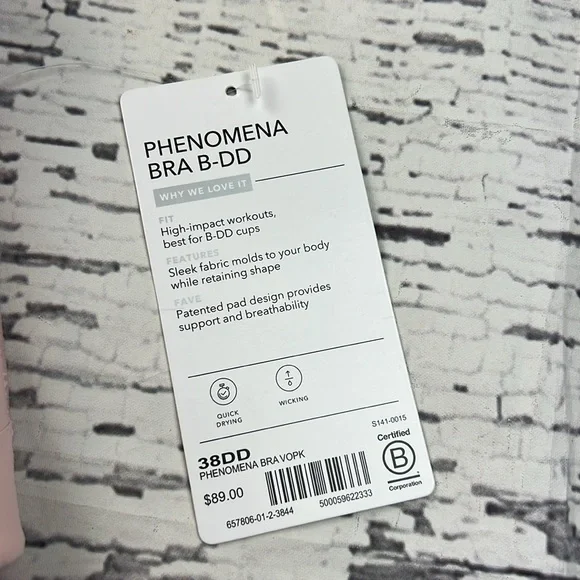 PHENOMENA
BRA B-DD
WHY WE LOVE IT
FIT
High-impact workouts,
best for B-DD cups
FEATURES
Sleek fabric molds to your body
while retaining shape
FAVE
Patented pad design provides
support and breathability
QUICK
DRYING
WICKING
S141-0015
38DD
PHENOMENA BRA VOPK
$89.00
657806-01-2-3844
500059622333
Certified
B
Corporation